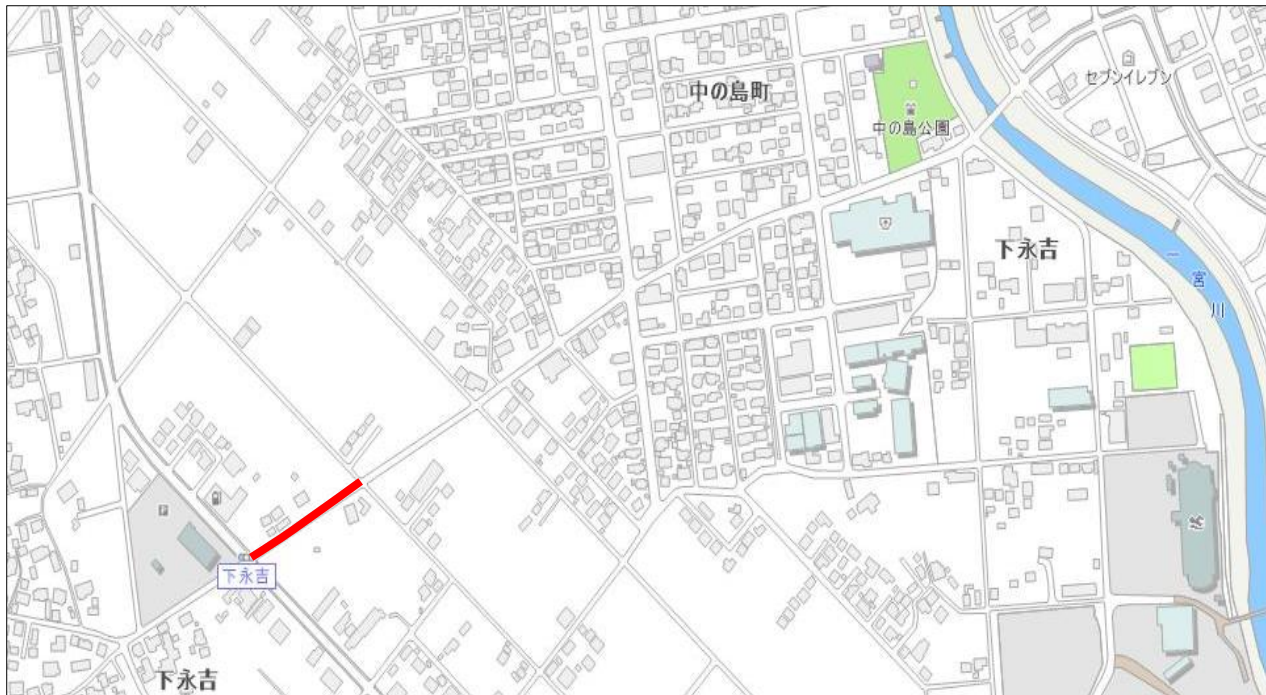 セブンイレブン
中の島町
中の島公園
下永吉
一宮川
下永吉
下永吉